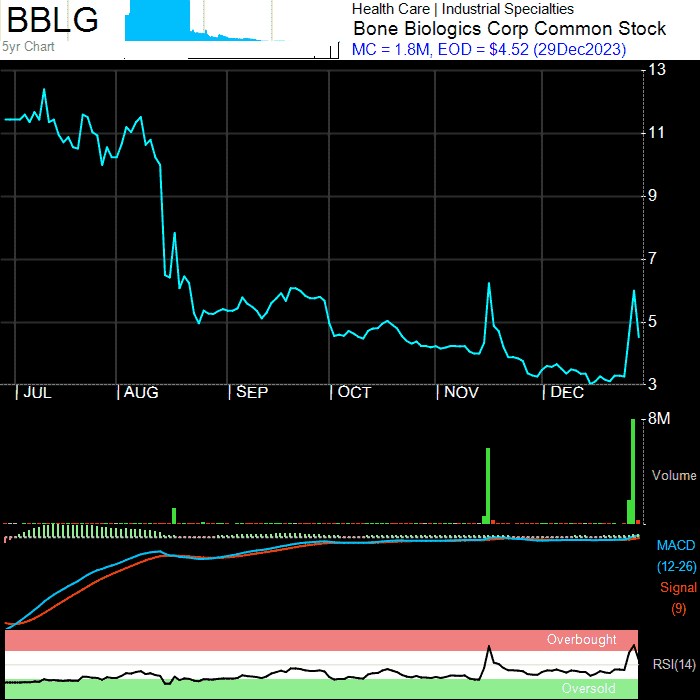 BBLG
5yr Chart
Health Care | Industrial Specialties
Bone Biologics Corp Common Stock
MC = 1.8M, EOD = $4.52 (29Dec2023)
13
11
9
7
5
3
JUL AUG SEP OCT NOV DEC
8M
Volume
MACD
(12-26)
Signal
(9)
Overbought
RSI(14)
Oversold